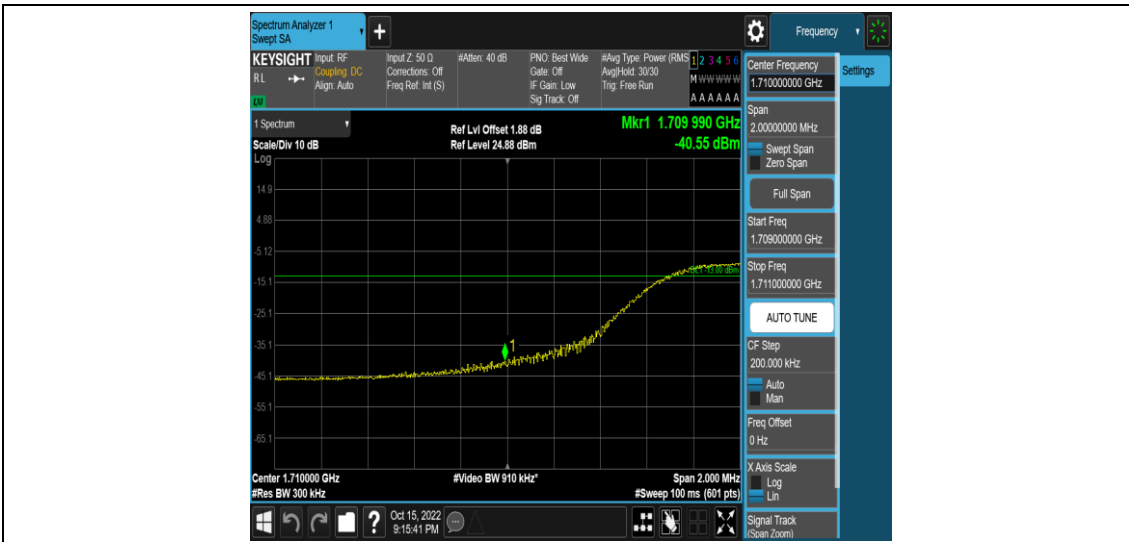 Spectrum Analyzer 1
Swept SA
+
Frequency
KEYSIGHT
RL
Input: RF
Coupling: DC
Align: Auto
Input Z: 50 Ω
Corrections: Off
Freq Ref: Int (S)
#Atten: 40 dB
PNO: Best Wide
Gate: Off
IF Gain: Low
Sig Track: Off
#Avg Type: Power (RMS
Avg|Hold: 30/30
Trig: Free Run
1 2 3 4 5 6
M W W W W W
A A A A A A
1 Spectrum
Scale/Div 10 dB
Ref Lvl Offset 1.88 dB
Ref Level 24.88 dBm
Mkr1 1.709 990 GHz
-40.55 dBm
Log
14.9
4.88
-5.12
-15.1
-25.1
-35.1
-45.1
-55.1
-65.1
DL1 -13.00 dBm
1
Center 1.710000 GHz
#Res BW 300 kHz
#Video BW 910 kHz*
Span 2.000 MHz
#Sweep 100 ms (601 pts)
?
Oct 15, 2022
9:15:41 PM
Center Frequency
1.710000000 GHz
Settings
Span
2.00000000 MHz
Swept Span
Zero Span
Full Span
Start Freq
1.709000000 GHz
Stop Freq
1.711000000 GHz
AUTO TUNE
CF Step
200.000 kHz
Auto
Man
Freq Offset
0 Hz
X Axis Scale
Log
Lin
Signal Track
(Span Zoom)